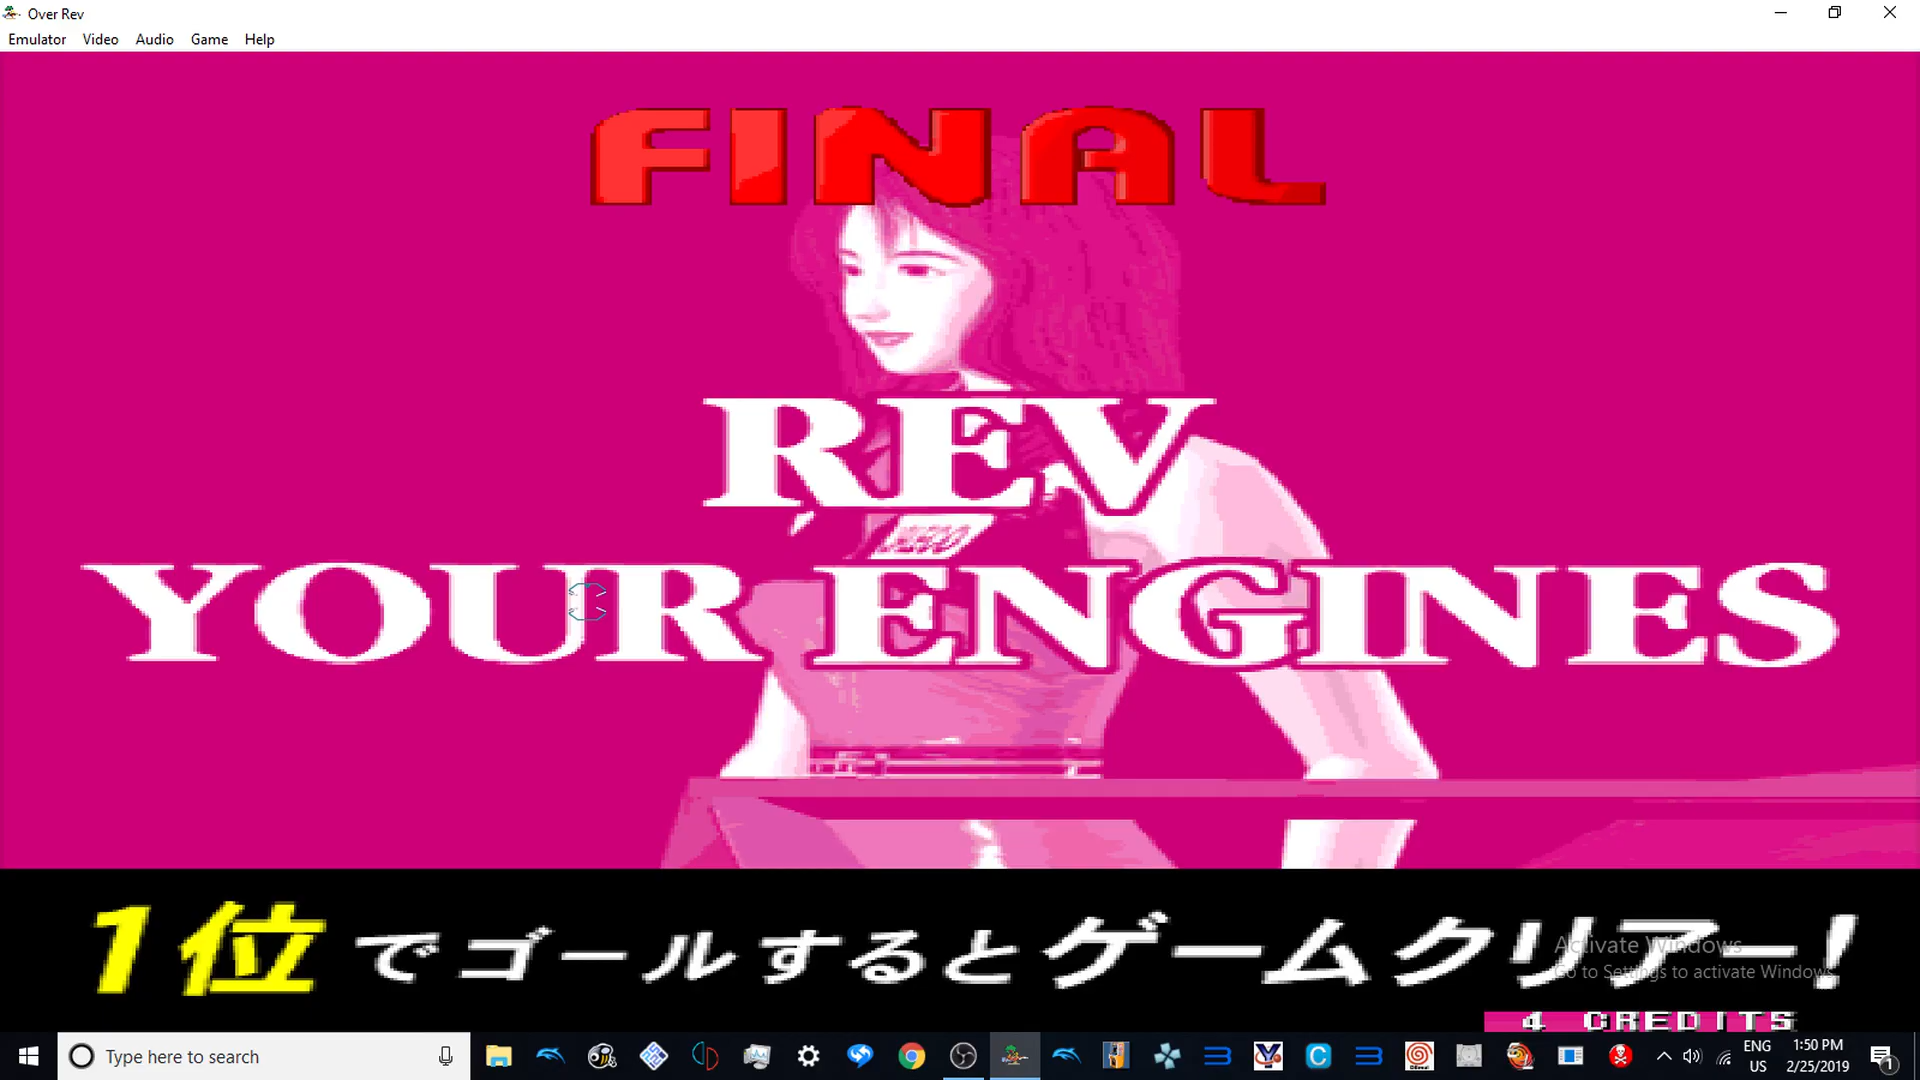 Over Rev
Emulator Video Audio Game Help
FINAL
REV
YOUR ENGINES
1位でゴールするとゲームクリアー!
Activate Windows
Go to Settings to activate Windows.
4 CREDITS
Type here to search
ENG
US
1:50 PM
2/25/2019
1